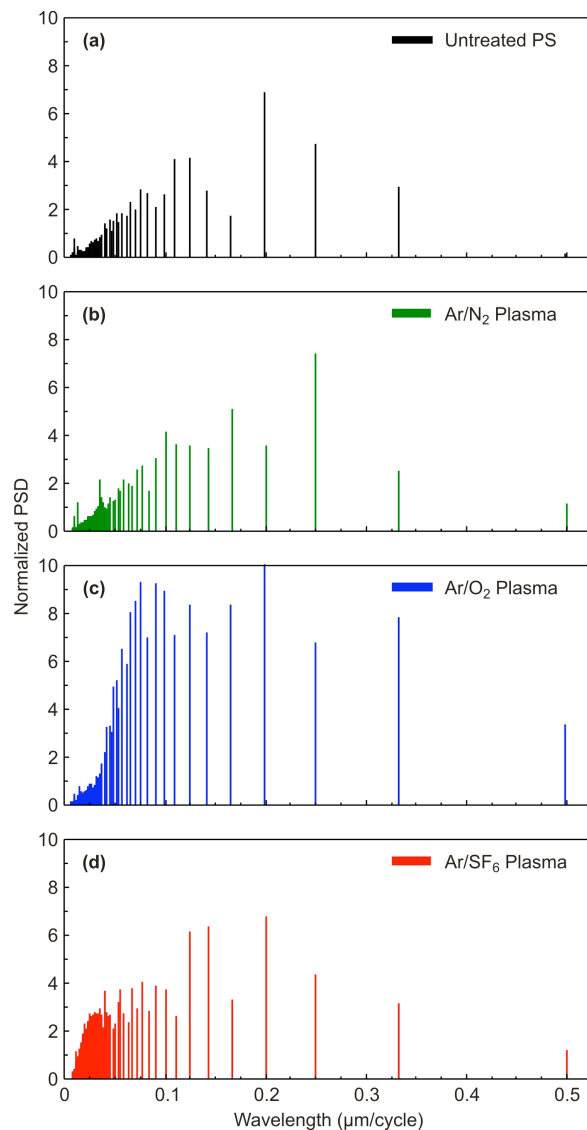 10
(a)
Untreated PS
8
6
4
2
0
10
(b)
Ar/N₂ Plasma
8
6
4
2
0
Normalized PSD
10
(c)
Ar/O₂ Plasma
8
6
4
2
0
10
(d)
Ar/SF₆ Plasma
8
6
4
2
0
0 0.1 0.2 0.3 0.4 0.5
Wavelength (µm/cycle)